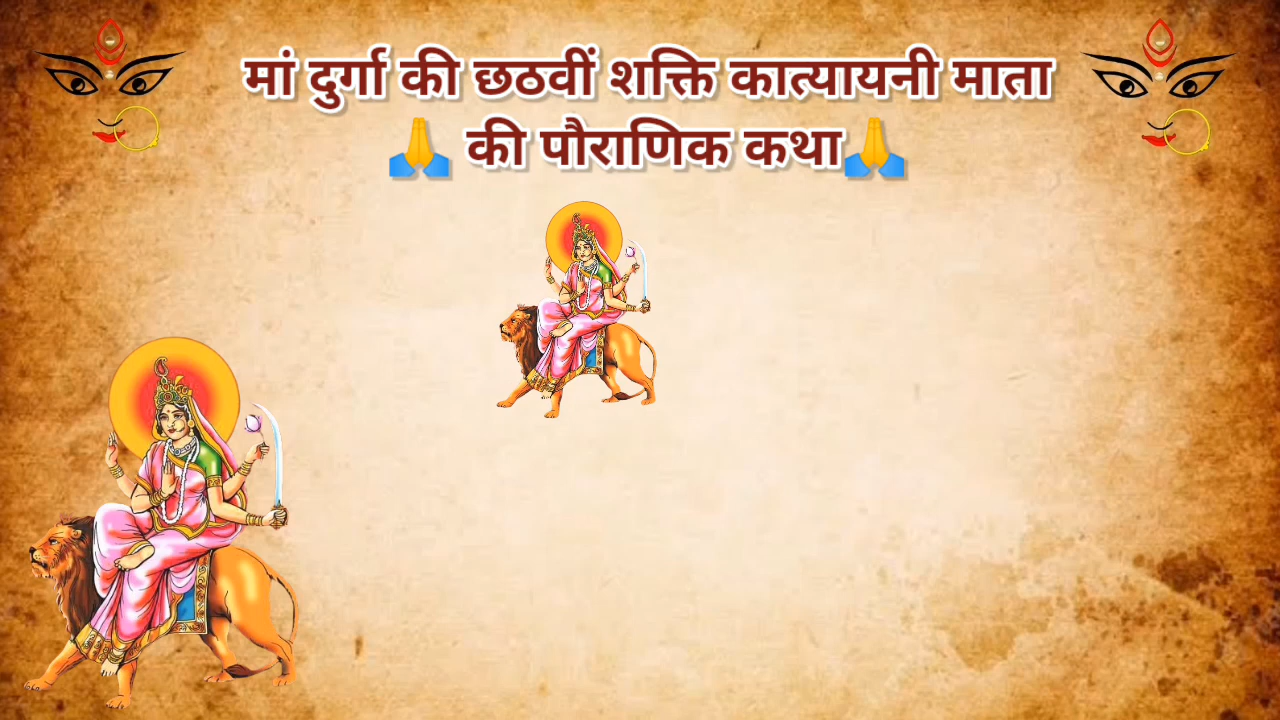 मां दुर्गा की छठवीं शक्ति कात्यायनी माता
🙏 की पौराणिक कथा🙏